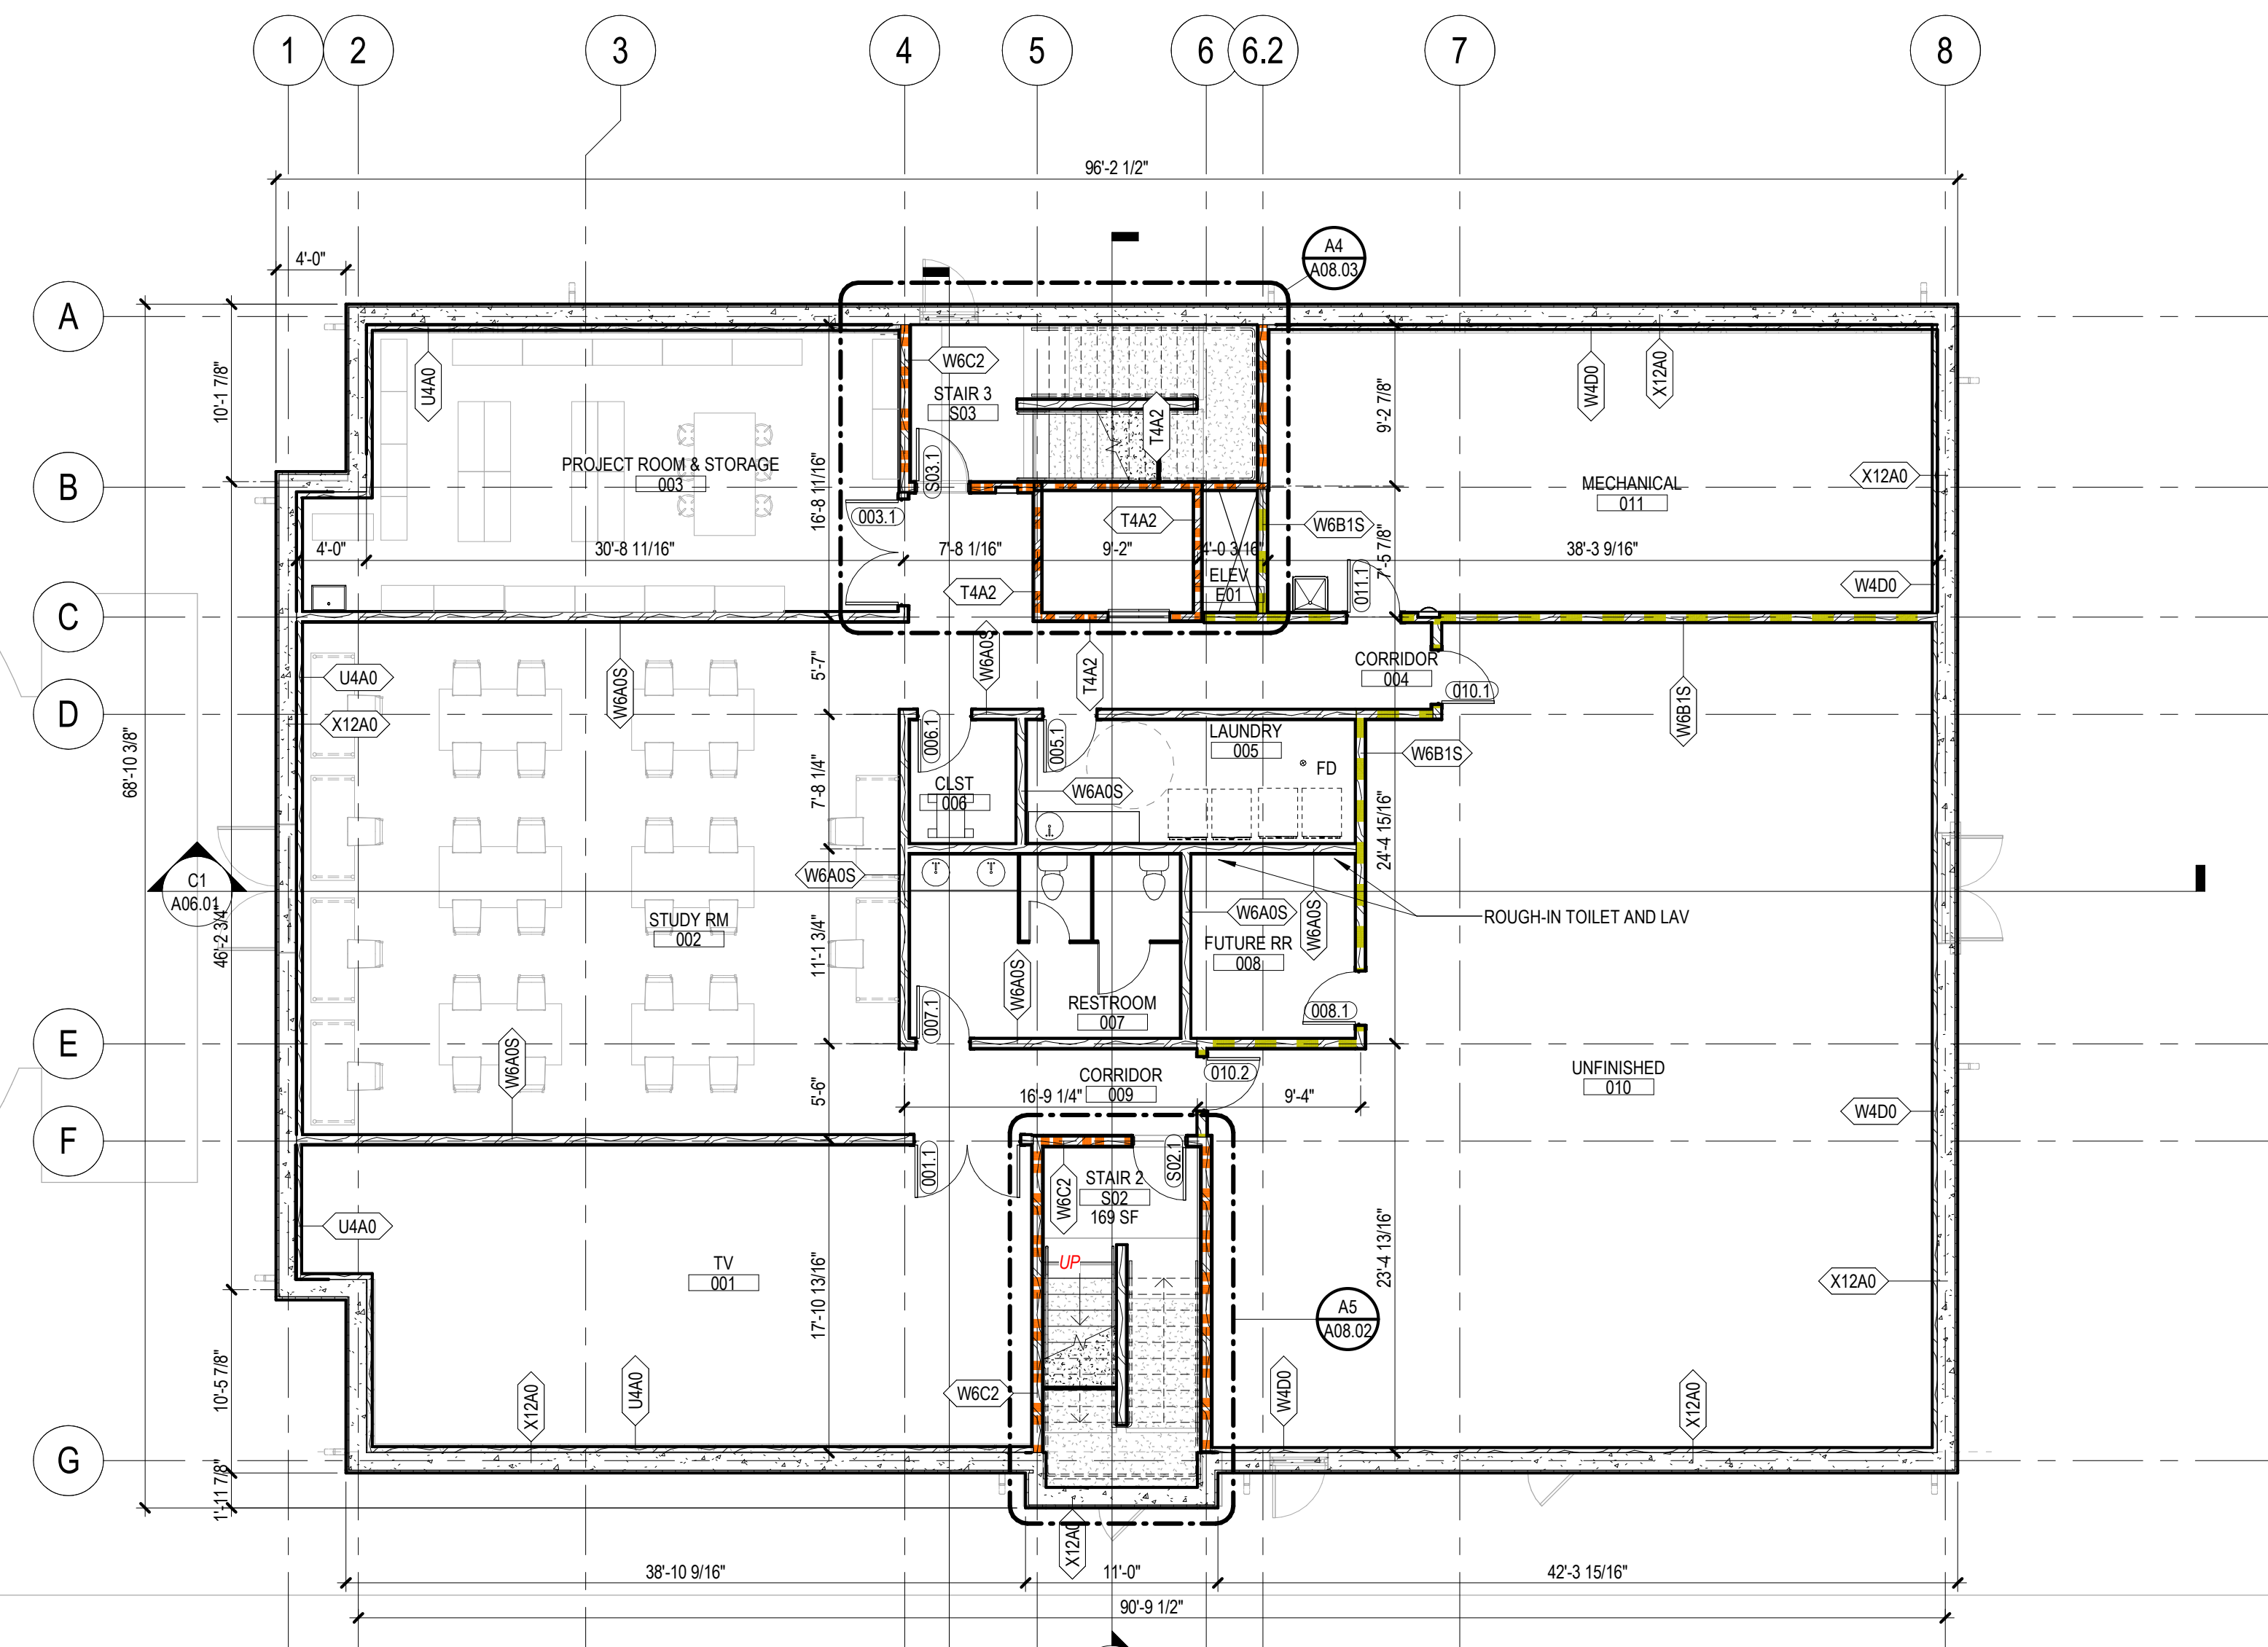 1
2
3
4
5
6
6.2
7
8
96'-2 1/2"
4'-0"
A4
A08.03
A
10'-1 7/8"
U4A0
W6C2
STAIR 3
S03
T4A2
9'-2 7/8"
W4D0
X12A0
B
PROJECT ROOM & STORAGE
003
16'-8 11/16"
S03.1
003.1
MECHANICAL
011
X12A0
T4A2
W6B1S
4'-0"
30'-8 11/16"
7'-8 1/16"
9'-2"
4'-0 3/16"
7'-5 7/8"
38'-3 9/16"
T4A2
ELEV
E01
011.1
W4D0
C
U4A0
W6A0S
5'-7"
W6A0S
T4A2
CORRIDOR
004
010.1
W6B1S
D
X12A0
68'-10 3/8"
7'-8 1/4"
006.1
005.1
LAUNDRY
005
FD
W6B1S
CLST
006
W6A0S
24'-4 15/16"
C1
A06.01
46'-2 3/4"
W6A0S
STUDY RM
002
11'-1 3/4"
W6A0S
W6A0S
ROUGH-IN TOILET AND LAV
FUTURE RR
008
W6A0S
RESTROOM
007
007.1
008.1
E
W6A0S
5'-6"
CORRIDOR
009
010.2
16'-9 1/4"
9'-4"
UNFINISHED
010
W4D0
F
001.1
W6C2
STAIR 2
S02
169 SF
S02.1
U4A0
UP
TV
001
17'-10 13/16"
23'-4 13/16"
X12A0
A5
A08.02
10'-5 7/8"
X12A0
U4A0
W6C2
W4D0
X12A0
G
1'-11 7/8"
X12A0
38'-10 9/16"
11'-0"
42'-3 15/16"
90'-9 1/2"